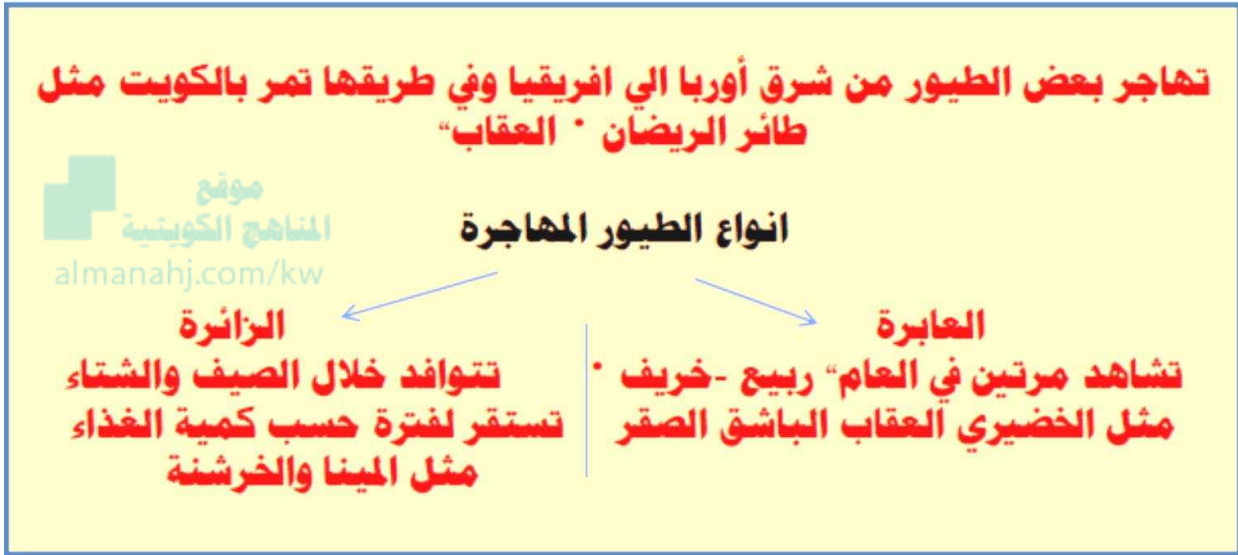 تهاجر بعض الطيور من شرق أوربا الي افريقيا وفي طريقها تمر بالكويت مثل
طائر الريضان " العقاب"
موقع
المناهج الكويتية
almanahj.com/kw
انواع الطيور المهاجرة
العابرة
تشاهد مرتين في العام" ربيع -خريف "
مثل الخضيري العقاب الباشق الصقر
الزائرة
تتوافد خلال الصيف والشتاء
تستقر لفترة حسب كمية الغذاء
مثل المينا والخرشنة